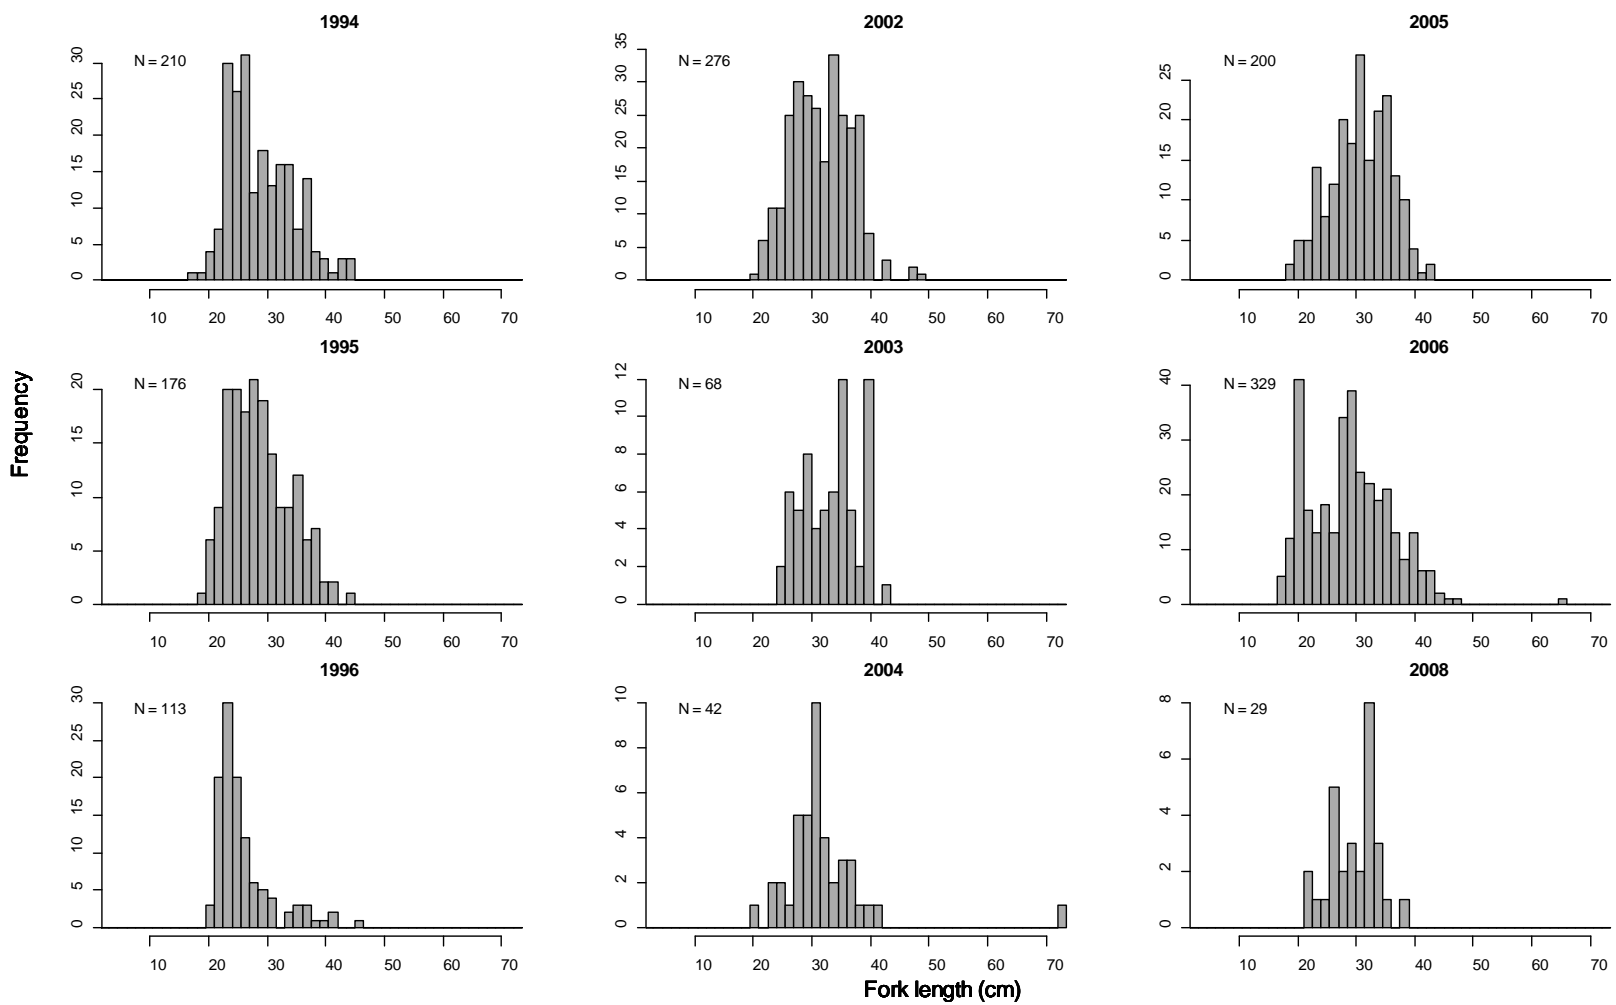 1994
2002
2005
N = 210
N = 276
N = 200
0 5 10 15 20 25 30
0 5 10 15 20 25 30 35
0 5 10 15 20 25
10 20 30 40 50 60 70
10 20 30 40 50 60 70
10 20 30 40 50 60 70
1995
2003
2006
Frequency
N = 176
N = 68
N = 329
0 5 10 15 20
0 2 4 6 8 10 12
0 10 20 30 40
10 20 30 40 50 60 70
10 20 30 40 50 60 70
10 20 30 40 50 60 70
1996
2004
2008
N = 113
N = 42
N = 29
0 5 10 15 20 25 30
0 2 4 6 8 10
0 2 4 6 8
10 20 30 40 50 60 70
10 20 30 40 50 60 70
10 20 30 40 50 60 70
Fork length (cm)